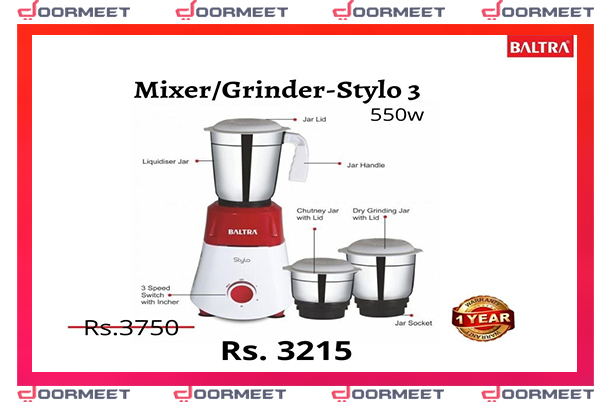 DOORMEET DOORMEET DOORMEET DOORMEET
BALTRA
Mixer/Grinder-Stylo 3
550w
Jar Lid
Liquidiser Jar
Jar Handle
Chutney Jar
with Lid
Dry Grinding Jar
with Lid
BALTRA
Stylo
3 Speed
Switch
with Incher
WARRANTY
1 YEAR
WARRANTY
Jar Socket
Rs.3750
Rs. 3215
DOORMEET DOORMEET DOORMEET DOORMEET